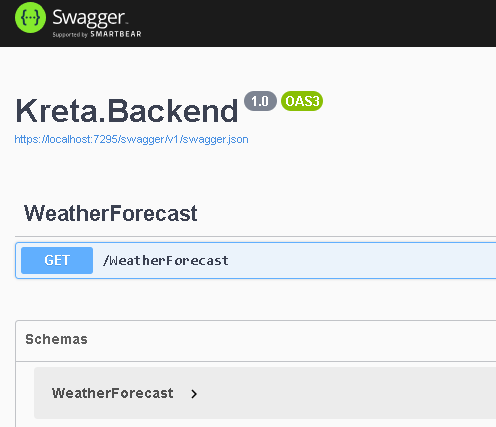 {··} Swagger
Supported by SMARTBEAR
Kreta.Backend 1.0 OAS3
https://localhost:7295/swagger/v1/swagger.json
WeatherForecast
GET /WeatherForecast
Schemas
WeatherForecast >